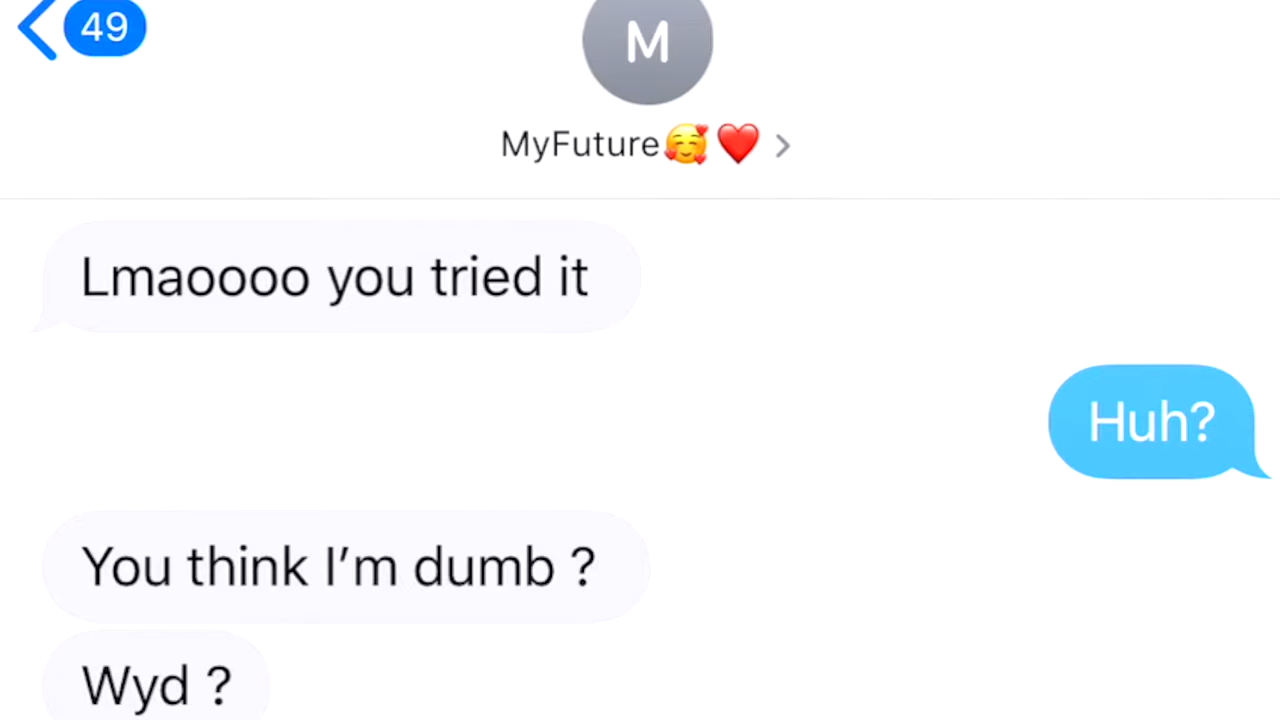 49
M
MyFuture🥰❤️
Lmaoooo you tried it
Huh?
You think I’m dumb ?
Wyd ?